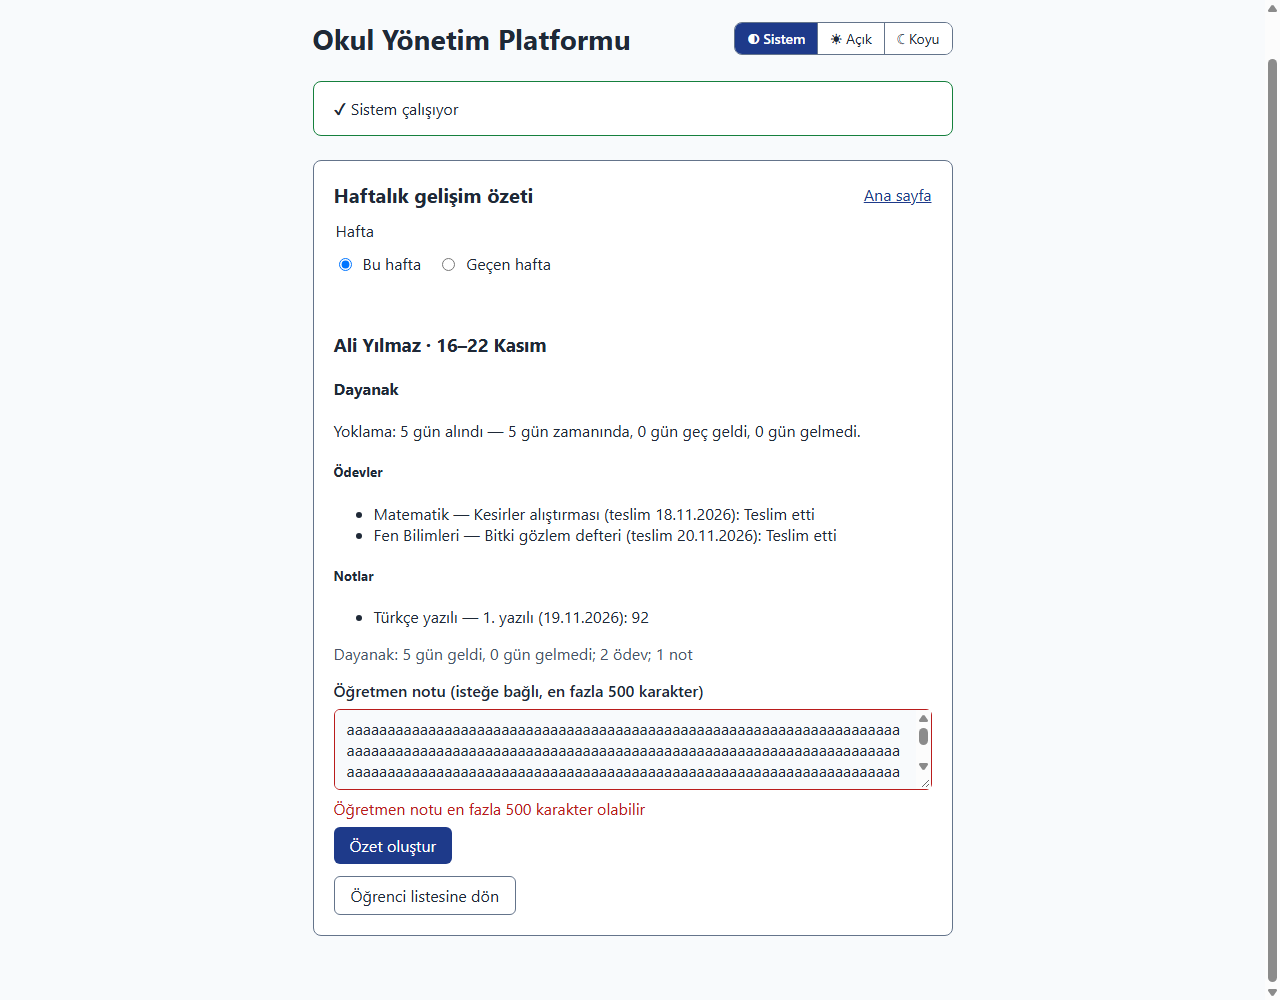 Okul Yönetim Platformu
Sistem
Açık
Koyu
Sistem çalışıyor
Haftalık gelişim özeti
Ana sayfa
Hafta
Bu hafta
Geçen hafta
Ali Yılmaz · 16–22 Kasım
Dayanak
Yoklama: 5 gün alındı — 5 gün zamanında, 0 gün geç geldi, 0 gün gelmedi.
Ödevler
Matematik — Kesirler alıştırması (teslim 18.11.2026): Teslim etti
Fen Bilimleri — Bitki gözlem defteri (teslim 20.11.2026): Teslim etti
Notlar
Türkçe yazılı — 1. yazılı (19.11.2026): 92
Dayanak: 5 gün geldi, 0 gün gelmedi; 2 ödev; 1 not
Öğretmen notu (isteğe bağlı, en fazla 500 karakter)
aaaaaaaaaaaaaaaaaaaaaaaaaaaaaaaaaaaaaaaaaaaaaaaaaaaaaaaaaaaaaaaaaaaa
aaaaaaaaaaaaaaaaaaaaaaaaaaaaaaaaaaaaaaaaaaaaaaaaaaaaaaaaaaaaaaaaaaaa
aaaaaaaaaaaaaaaaaaaaaaaaaaaaaaaaaaaaaaaaaaaaaaaaaaaaaaaaaaaaaaaaaaaa
Öğretmen notu en fazla 500 karakter olabilir
Özet oluştur
Öğrenci listesine dön